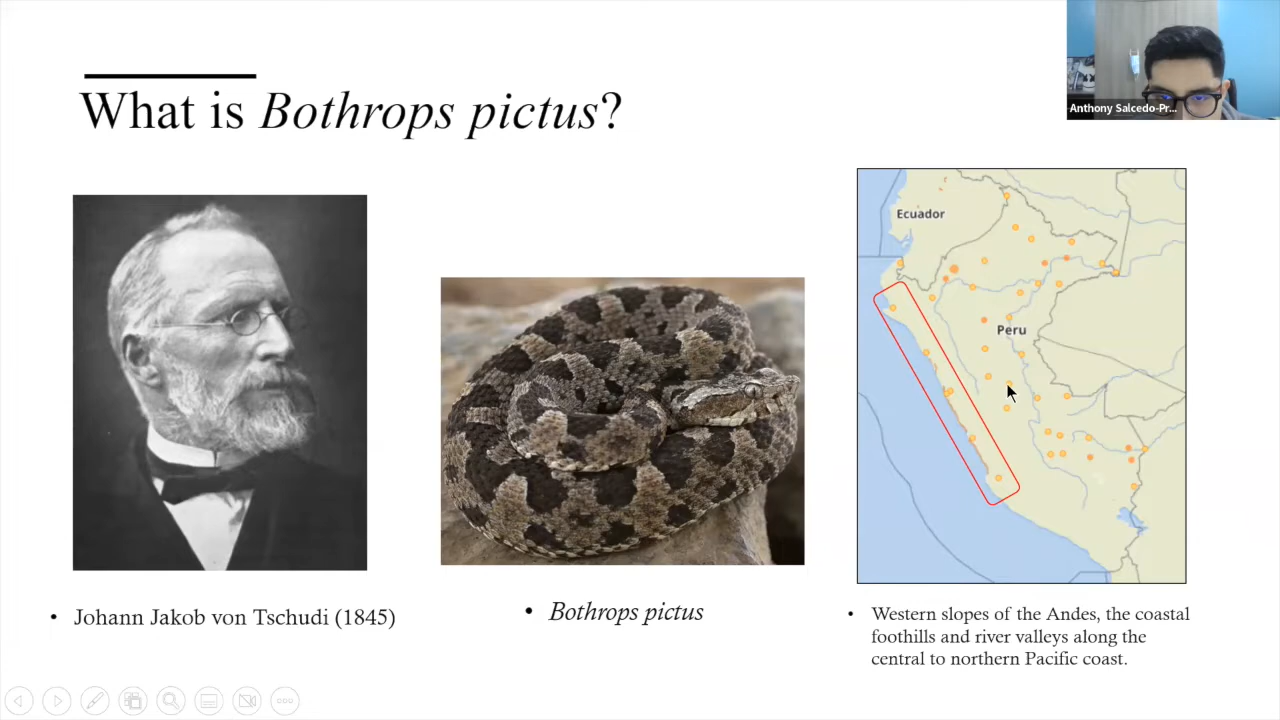 Anthony Salcedo-Pr...
What is Bothrops pictus?
Ecuador
Peru
• Johann Jakob von Tschudi (1845)
• Bothrops pictus
• Western slopes of the Andes, the coastal
foothills and river valleys along the
central to northern Pacific coast.